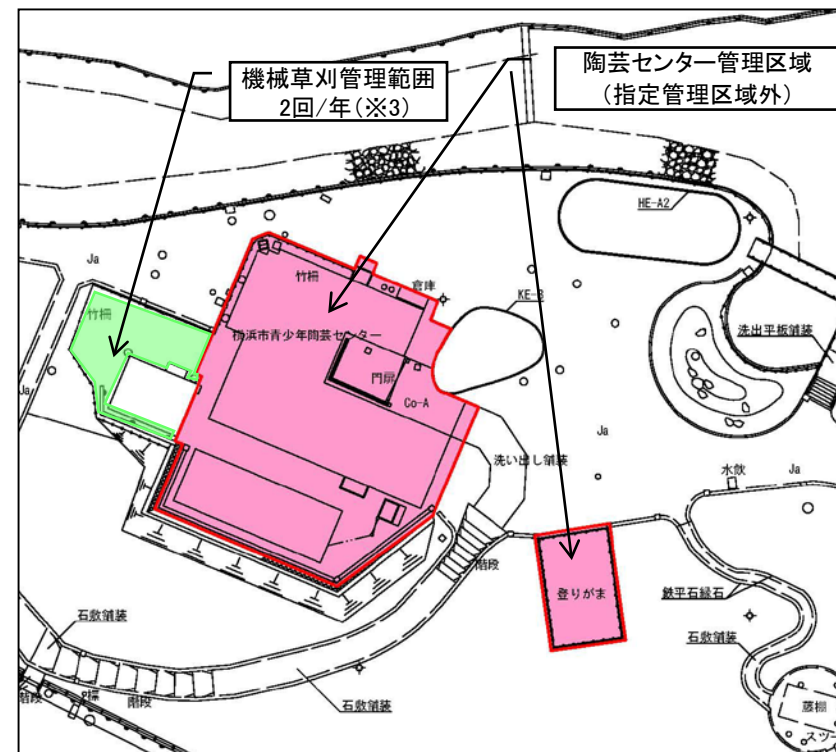 機械草刈管理範囲
2回/年(※3)
陶芸センター管理区域
(指定管理区域外)
HE-A2
Ja
竹柵
倉庫
KE-B
竹柵
横浜市青少年陶芸センター
洗出平板舗装
門扉
Co-A
Ja
Ja
洗い出し舗装
水飲
Ja
階段
登りがま
鉄平石縁石
石敷舗装
石敷舗装
階段
階段
石敷舗装
藤棚